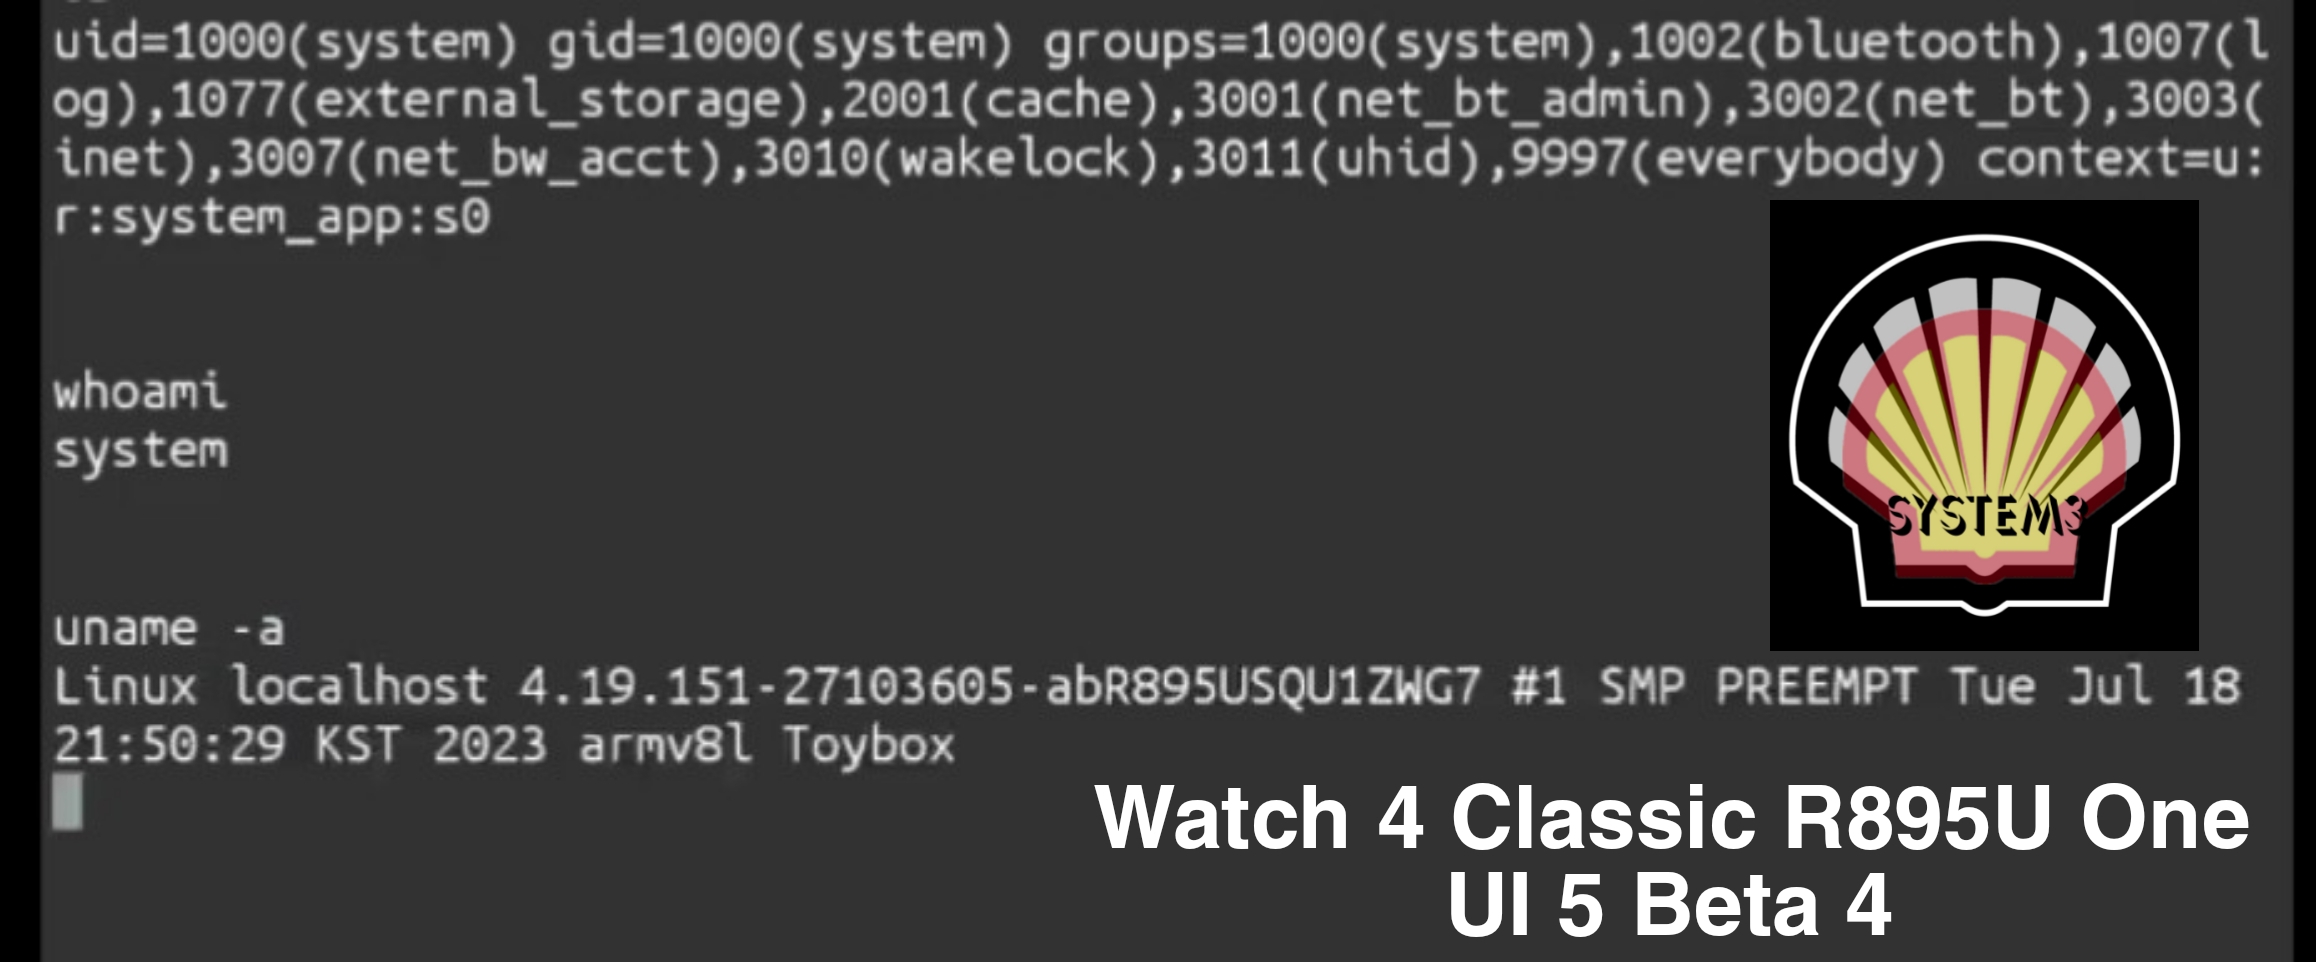 uid=1000(system) gid=1000(system) groups=1000(system),1002(bluetooth),1007(l
og),1077(external_storage),2001(cache),3001(net_bt_admin),3002(net_bt),3003(
inet),3007(net_bw_acct),3010(wakelock),3011(uhid),9997(everybody) context=u:
r:system_app:s0
whoami
system
SYSTEM3
uname -a
Linux localhost 4.19.151-27103605-abR895USQU1ZWG7 #1 SMP PREEMPT Tue Jul 18
21:50:29 KST 2023 armv8l Toybox
Watch 4 Classic R895U One
UI 5 Beta 4